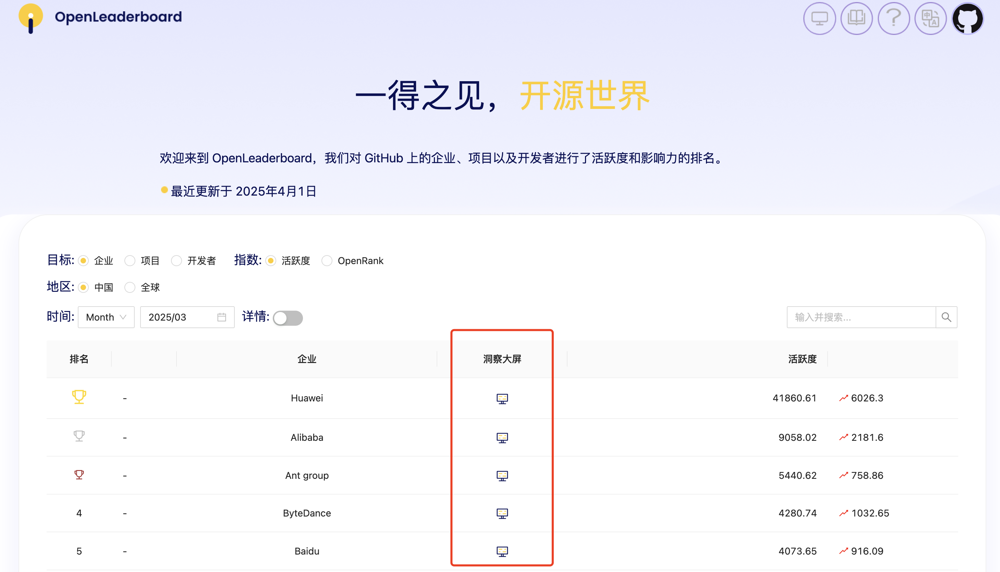 OpenLeaderboard
一得之见，开源世界
欢迎来到 OpenLeaderboard，我们对 GitHub 上的企业、项目以及开发者进行了活跃度和影响力的排名。
最近更新于 2025年4月1日
目标: 企业 项目 开发者 指数: 活跃度 OpenRank
地区: 中国 全球
时间: Month 2025/03 详情: 输入并搜索...
排名 企业 洞察大屏 活跃度
- Huawei 41860.61 6026.3
- Alibaba 9058.02 2181.6
- Ant group 5440.62 758.86
4 - ByteDance 4280.74 1032.65
5 - Baidu 4073.65 916.09